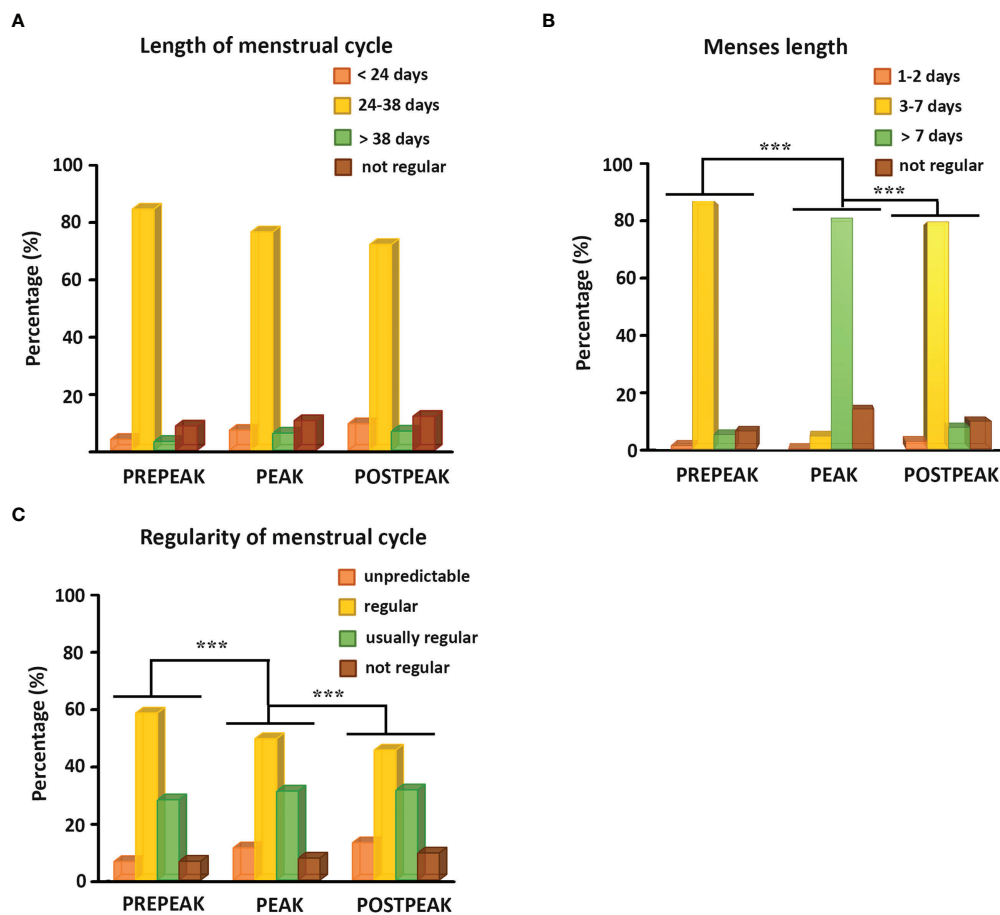 A
Length of menstrual cycle
< 24 days
24-38 days
> 38 days
not regular
100
80
60
40
20
Percentage (%)
PREPEAK PEAK POSTPEAK
B
Menses length
1-2 days
3-7 days
> 7 days
not regular
100
80
60
40
20
0
Percentage (%)
***
***
PREPEAK PEAK POSTPEAK
C
Regularity of menstrual cycle
unpredictable
regular
usually regular
not regular
100
80
60
40
20
0
Percentage (%)
***
***
PREPEAK PEAK POSTPEAK